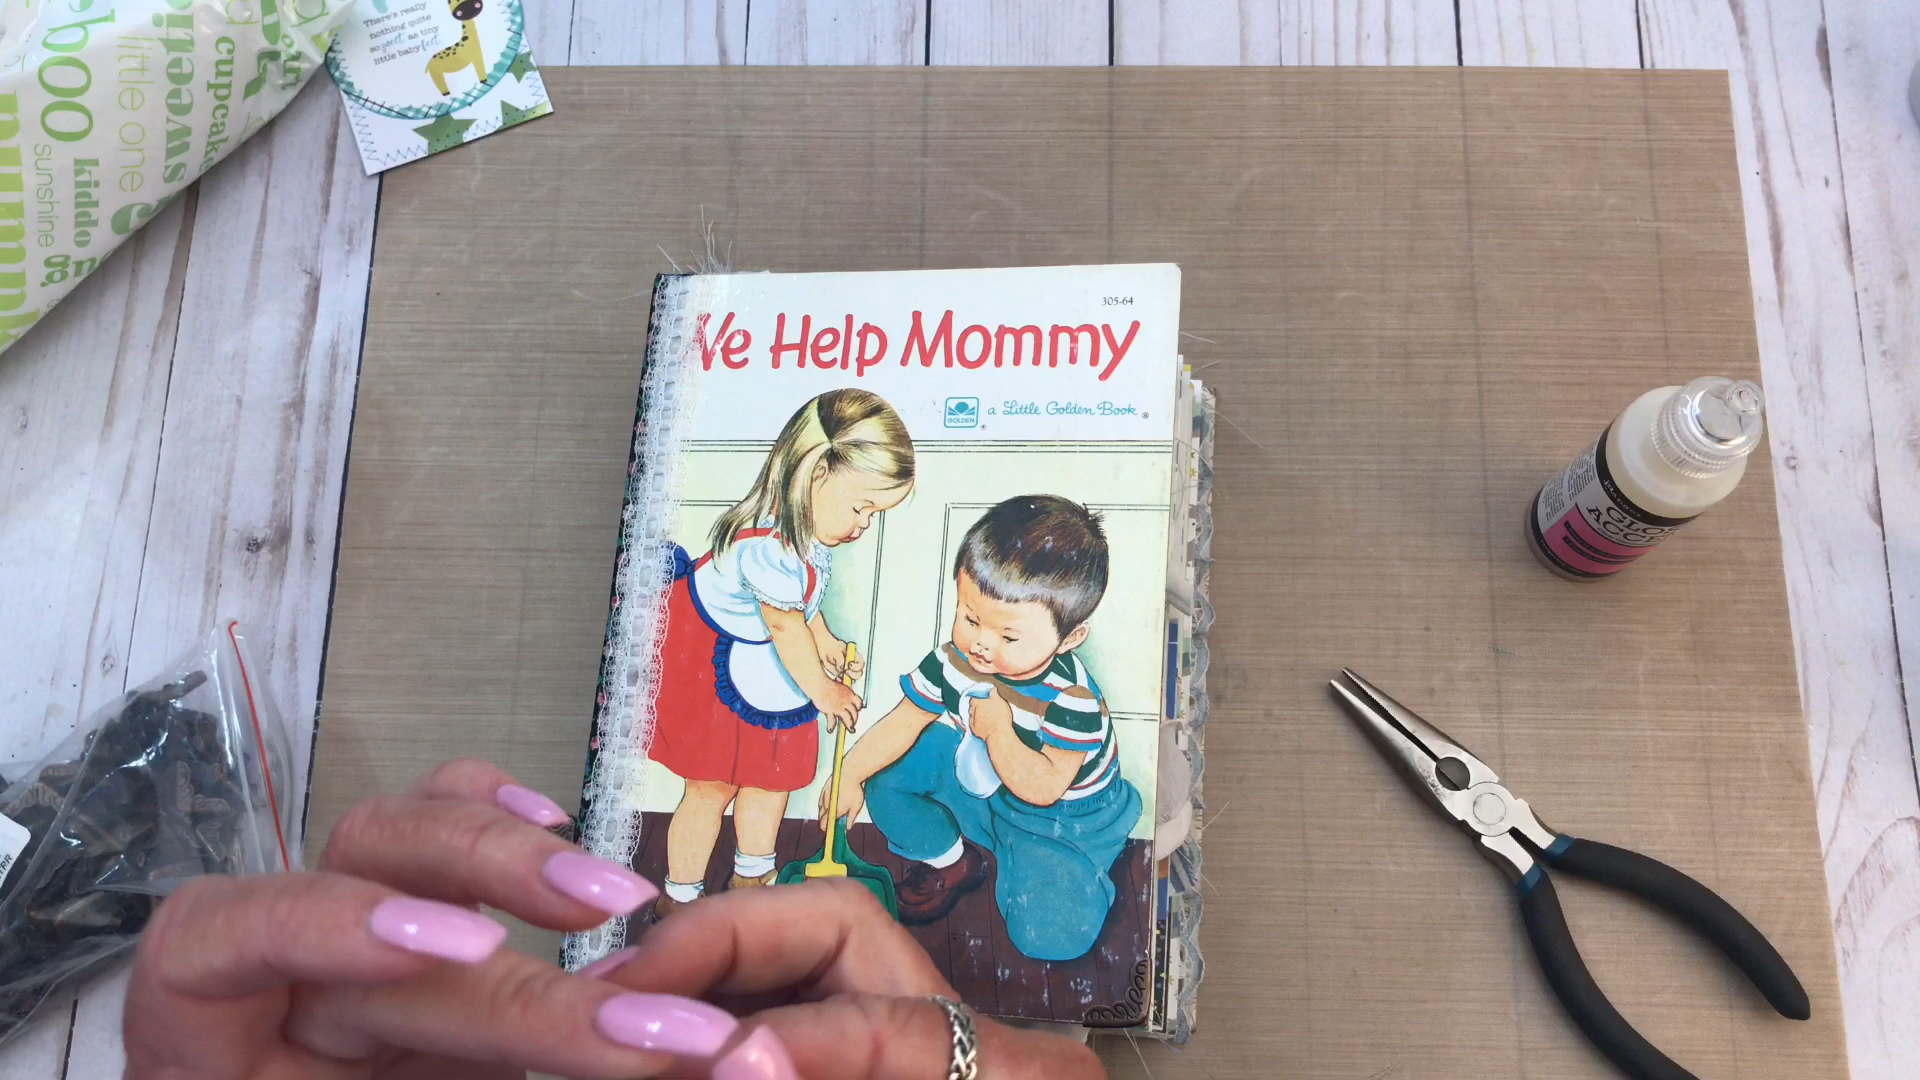 There's really
nothing quite
so sweet as tiny
little baby feet.
boo
little one
sweetie
cupcake
kiddo
sunshine
305-64
We Help Mommy
a Little Golden Book ®
GOLDEN ®